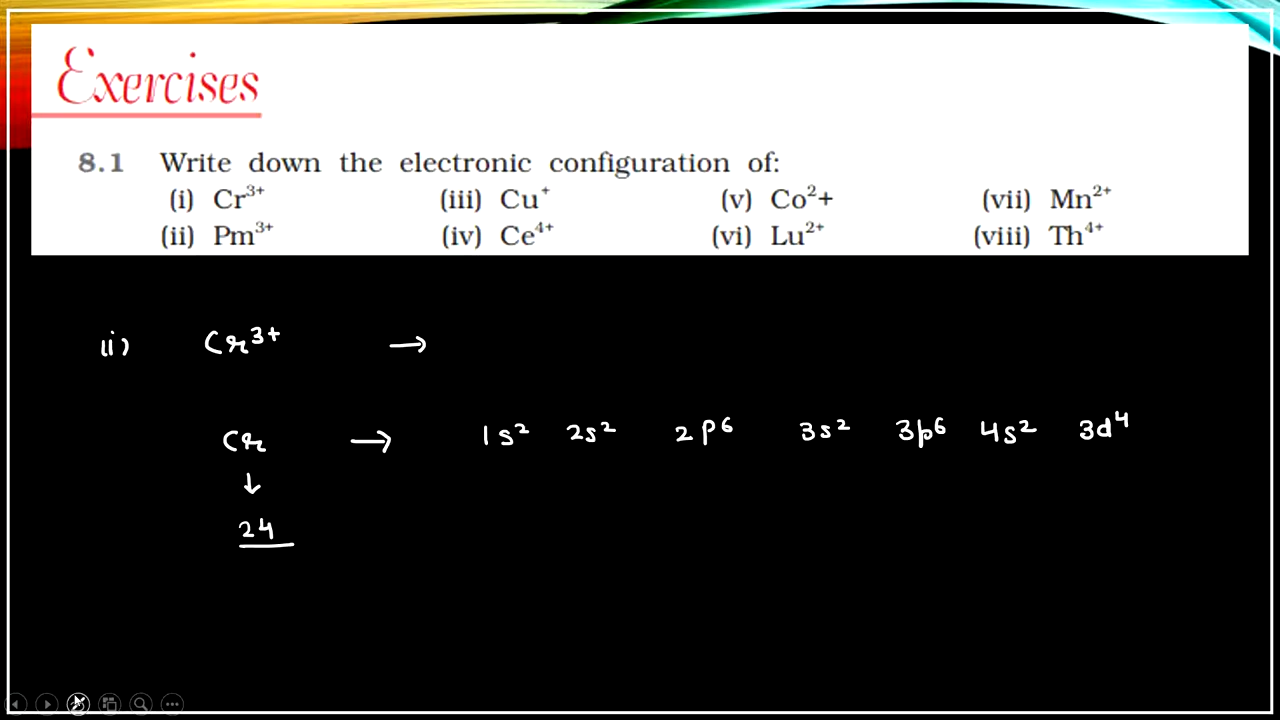 Exercises
8.1 Write down the electronic configuration of:
(i) Cr³⁺ (iii) Cu⁺ (v) Co²+ (vii) Mn²⁺
(ii) Pm³⁺ (iv) Ce⁴⁺ (vi) Lu²⁺ (viii) Th⁴⁺
(i) Cr³⁺ →
Cr → 1s² 2s² 2p⁶ 3s² 3p⁶ 4s² 3d⁴
↓
24